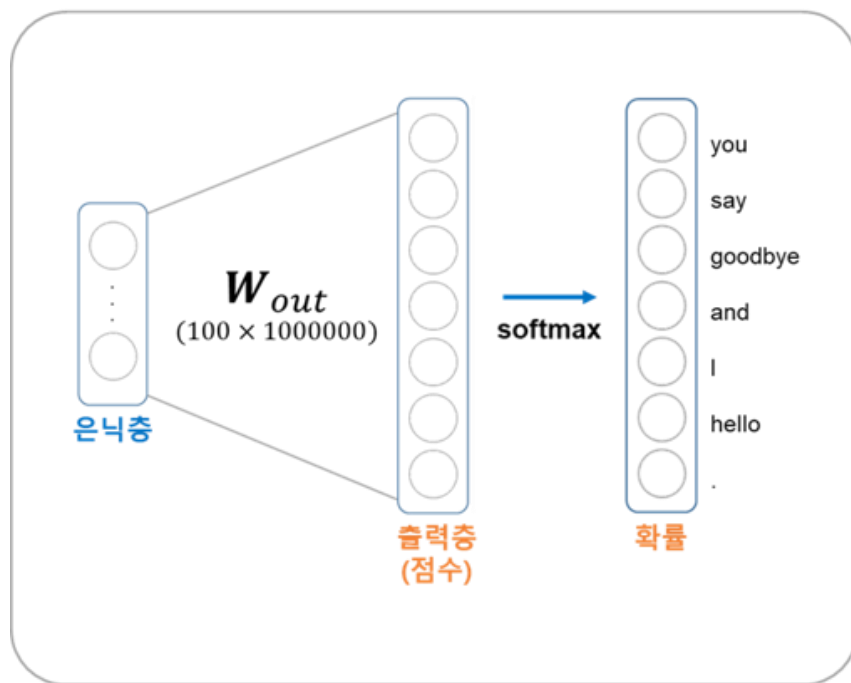 you
say
goodbye
and
I
hello
.
W_out
(100 × 1000000)
softmax
은닉층
출력층
(점수)
확률